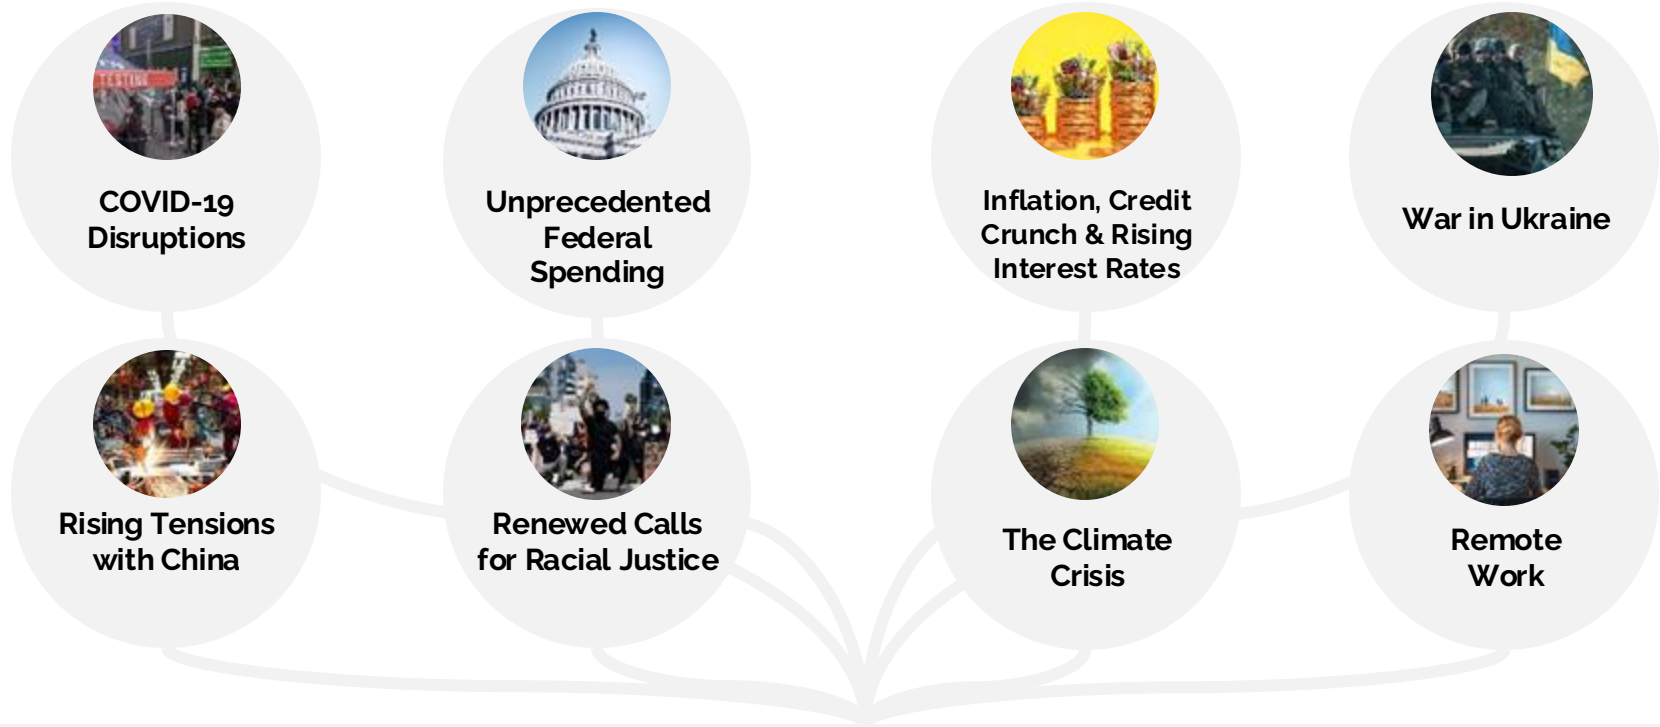 TESTING
COVID-19
Disruptions
Unprecedented
Federal
Spending
Inflation, Credit
Crunch & Rising
Interest Rates
War in Ukraine
Rising Tensions
with China
Renewed Calls
for Racial Justice
The Climate
Crisis
Remote
Work